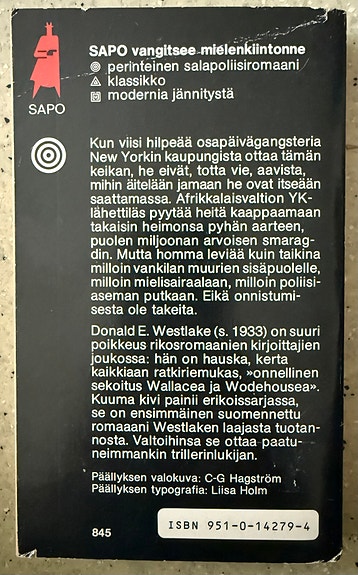 SAPO vangitsee mielenkiintonne
perinteinen salapoliisiromaani
klassikko
modernia jännitystä
SAPO
Kun viisi hilpeää osapäivägangsteria
New Yorkin kaupungista ottaa tämän
keikan, he eivät, totta vie, aavista,
mihin äitelään jamaan he ovat itseään
saattamassa. Afrikkalaisvaltion YK-
lähettiläs pyytää heitä kaappaamaan
takaisin heimonsa pyhän aarteen,
puolen miljoonan arvoisen smarag-
din. Mutta homma leviää kuin taikina
milloin vankilan muurien sisäpuolelle,
milloin mielisairaalaan, milloin poliisi-
aseman putkaan. Eikä onnistumi-
sesta ole takeita.
Donald E. Westlake (s. 1933) on suuri
poikkeus rikosromaanien kirjoittajien
joukossa: hän on hauska, kerta
kaikkiaan ratkiriemukas, »onnellinen
sekoitus Wallacea ja Wodehousea».
Kuuma kivi painii erikoissarjassa,
se on ensimmäinen suomennettu
romaaani Westlaken laajasta tuotan-
nosta. Valtoihinsa se ottaa paatu-
neimmankin trillerinlukijan.
Päällyksen valokuva: C-G Hagström
Päällyksen typografia: Liisa Holm
845
ISBN 951-0-14279-4